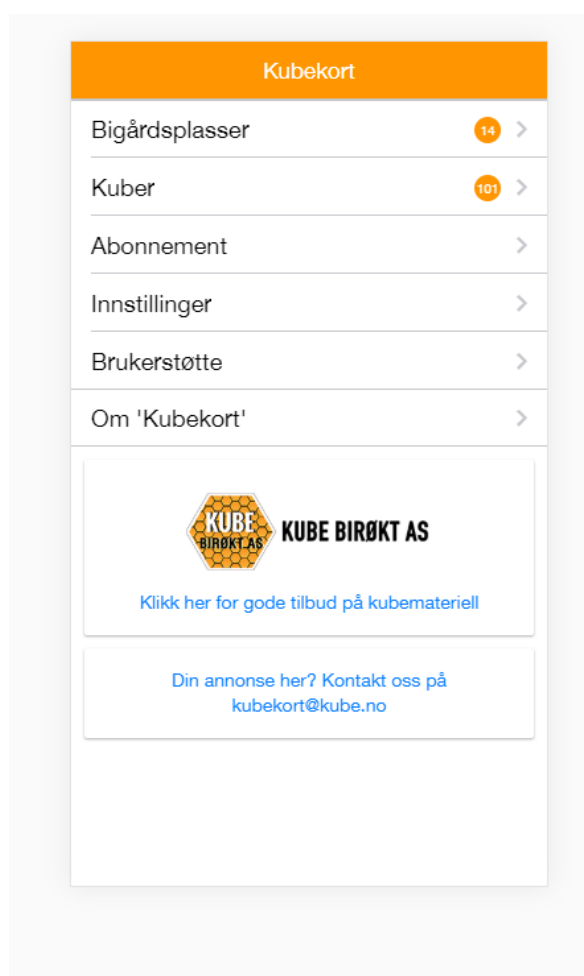 Kubekort
Bigårdsplasser 14
Kuber 101
Abonnement
Innstillinger
Brukerstøtte
Om 'Kubekort'
KUBE
BIRØKT AS
KUBE BIRØKT AS
Klikk her for gode tilbud på kubemateriell
Din annonse her? Kontakt oss på
kubekort@kube.no